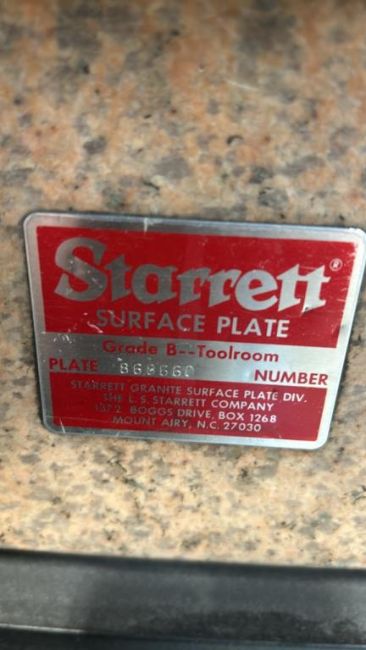 Starrett®
SURFACE PLATE
Grade B--Toolroom
PLATE NUMBER
STARRETT GRANITE SURFACE PLATE DIV.
THE L.S. STARRETT COMPANY
1372 BOGGS DRIVE, BOX 1268
MOUNT AIRY, N.C. 27030